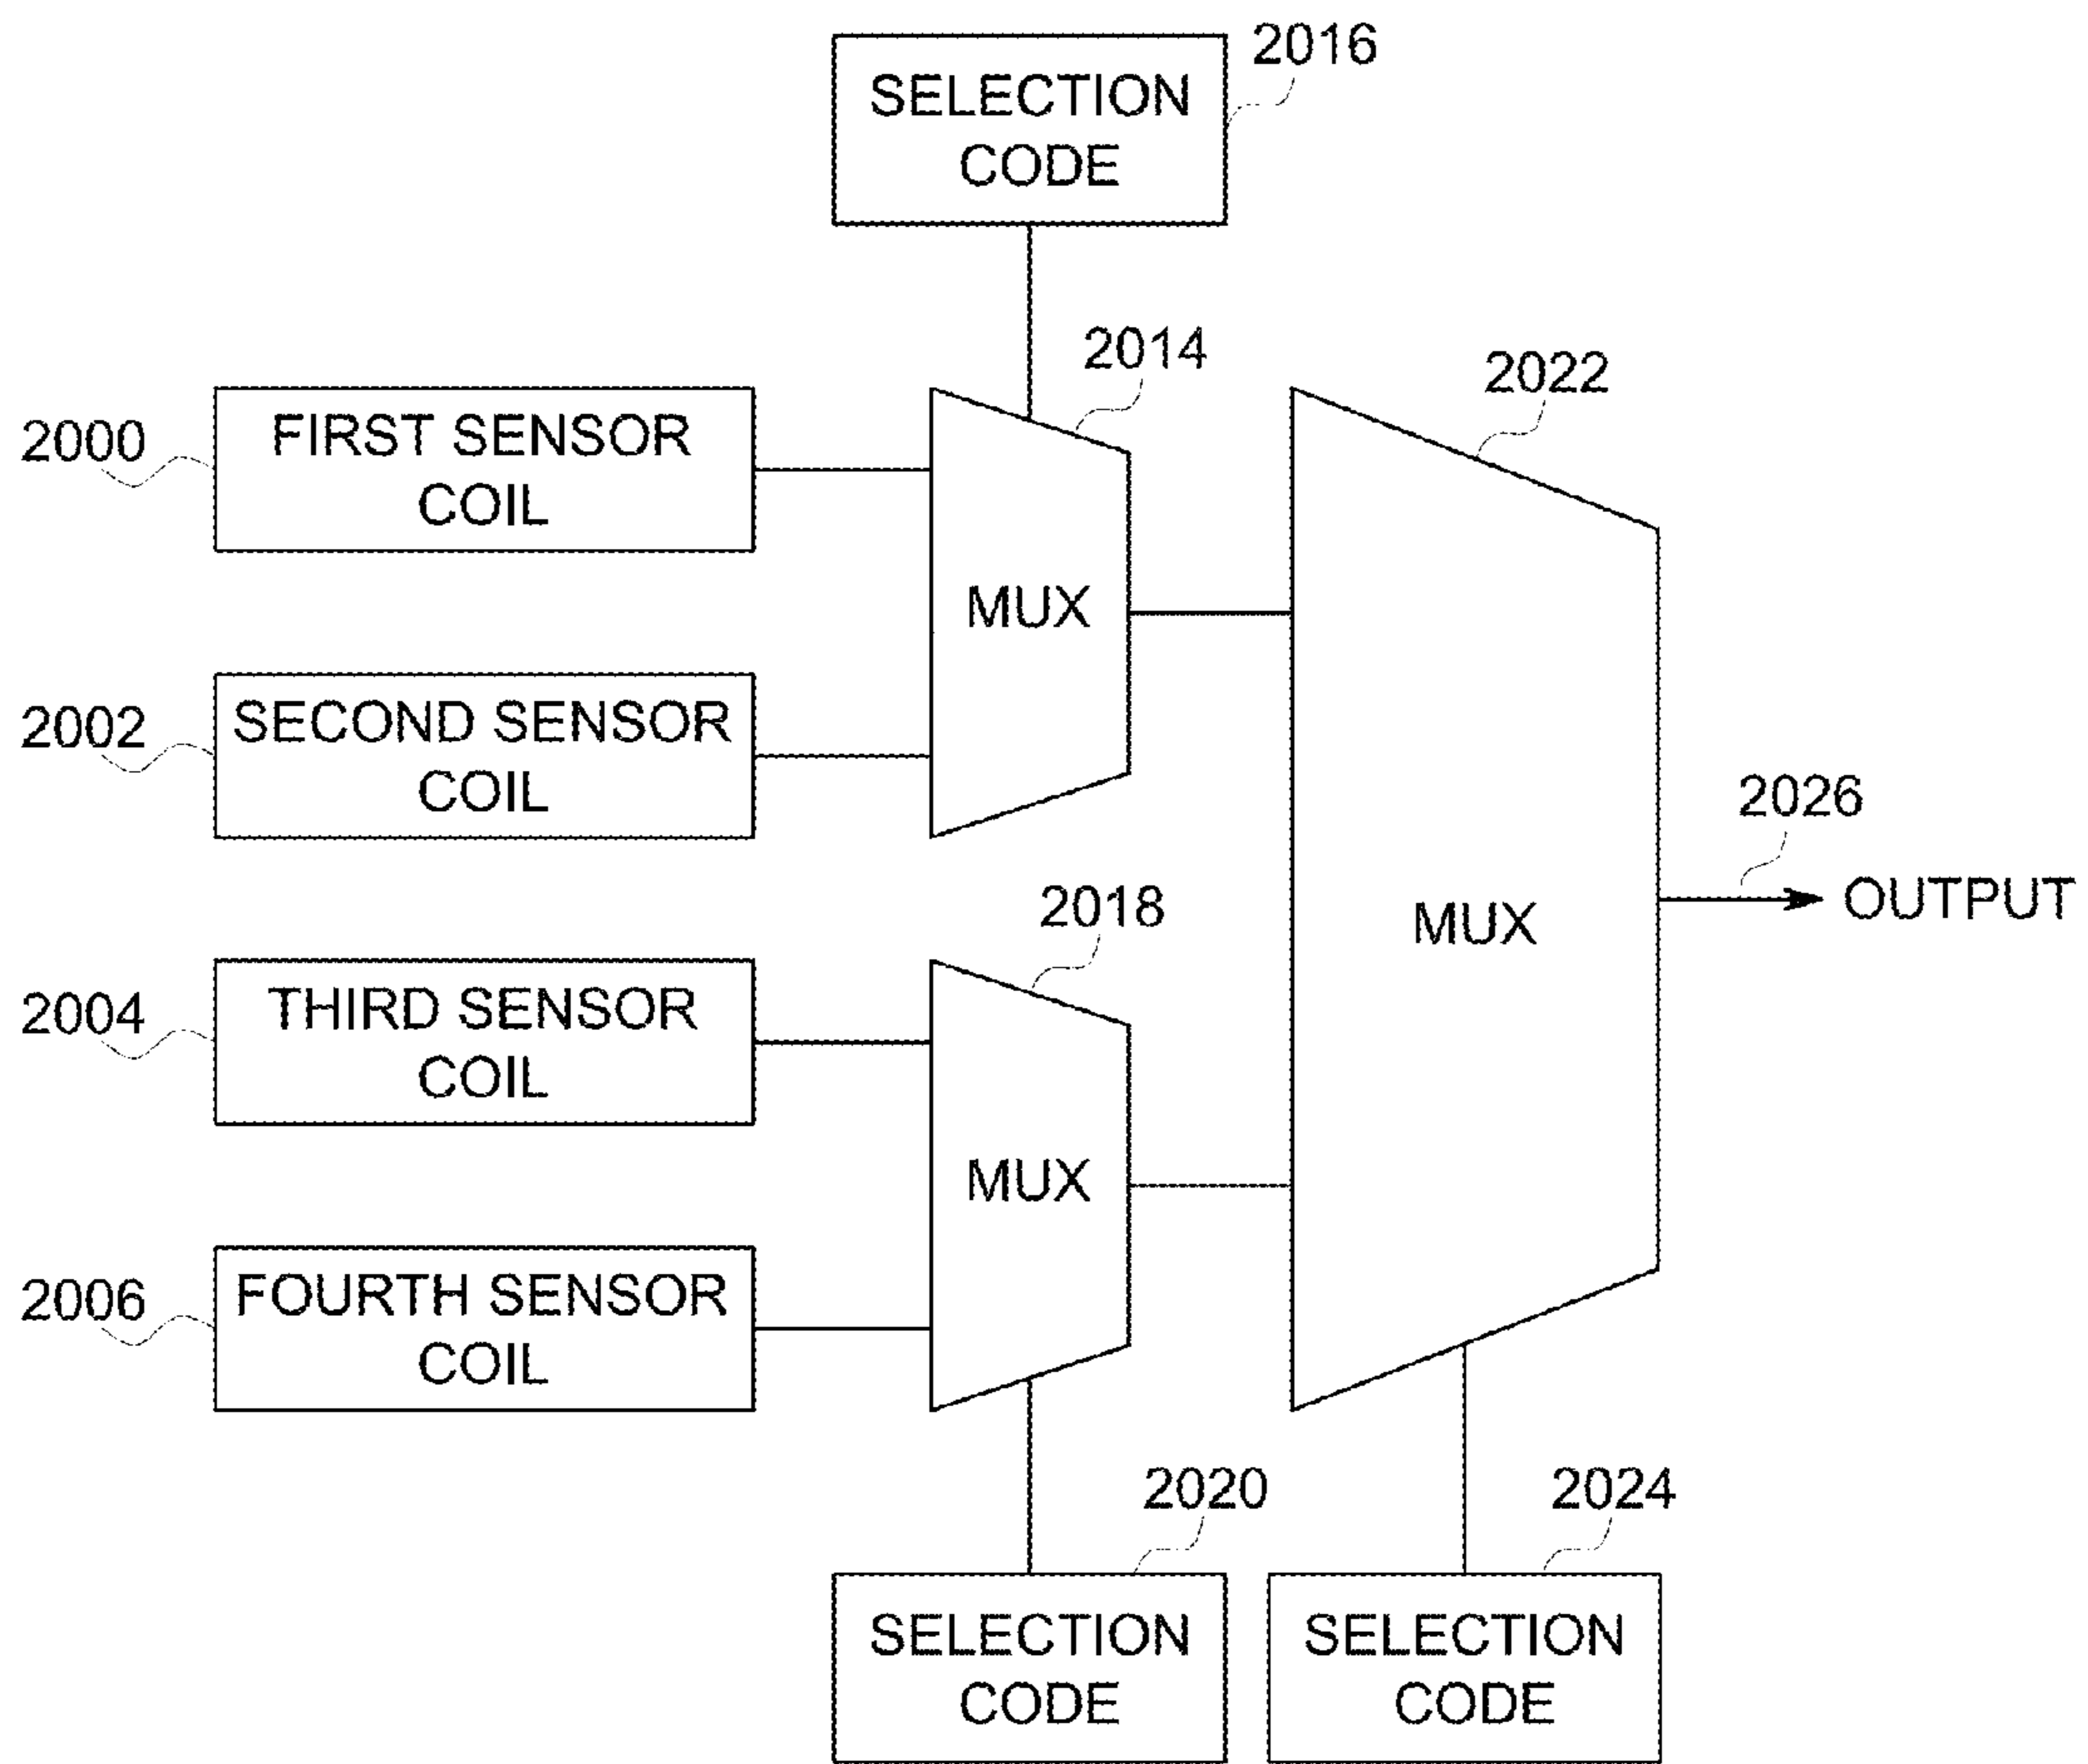 2016
SELECTION
CODE
2014
2022
2000
FIRST SENSOR
COIL
MUX
2002
SECOND SENSOR
COIL
2026
OUTPUT
2018
MUX
2004
THIRD SENSOR
COIL
MUX
2006
FOURTH SENSOR
COIL
2020
2024
SELECTION
CODE
SELECTION
CODE